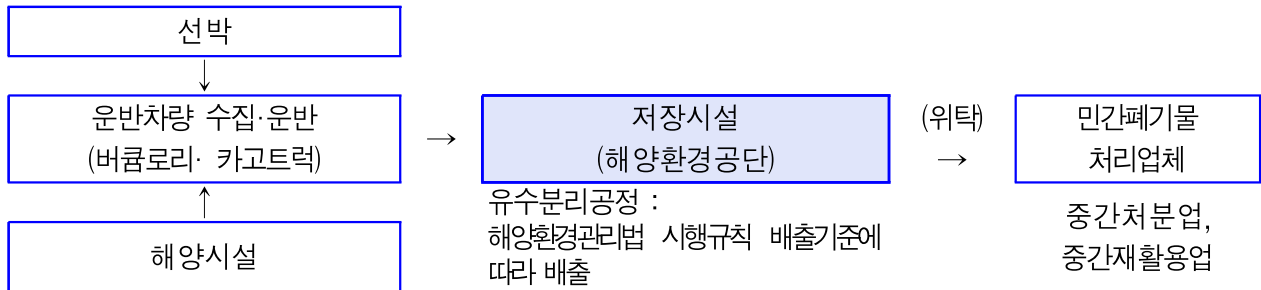 선박
↓
운반차량 수집·운반
(버큠로리· 카고트럭)
↑
해양시설
→
저장시설
(해양환경공단)
유수분리공정 :
해양환경관리법 시행규칙 배출기준에
따라 배출
(위탁)
→
민간폐기물
처리업체
중간처분업,
중간재활용업